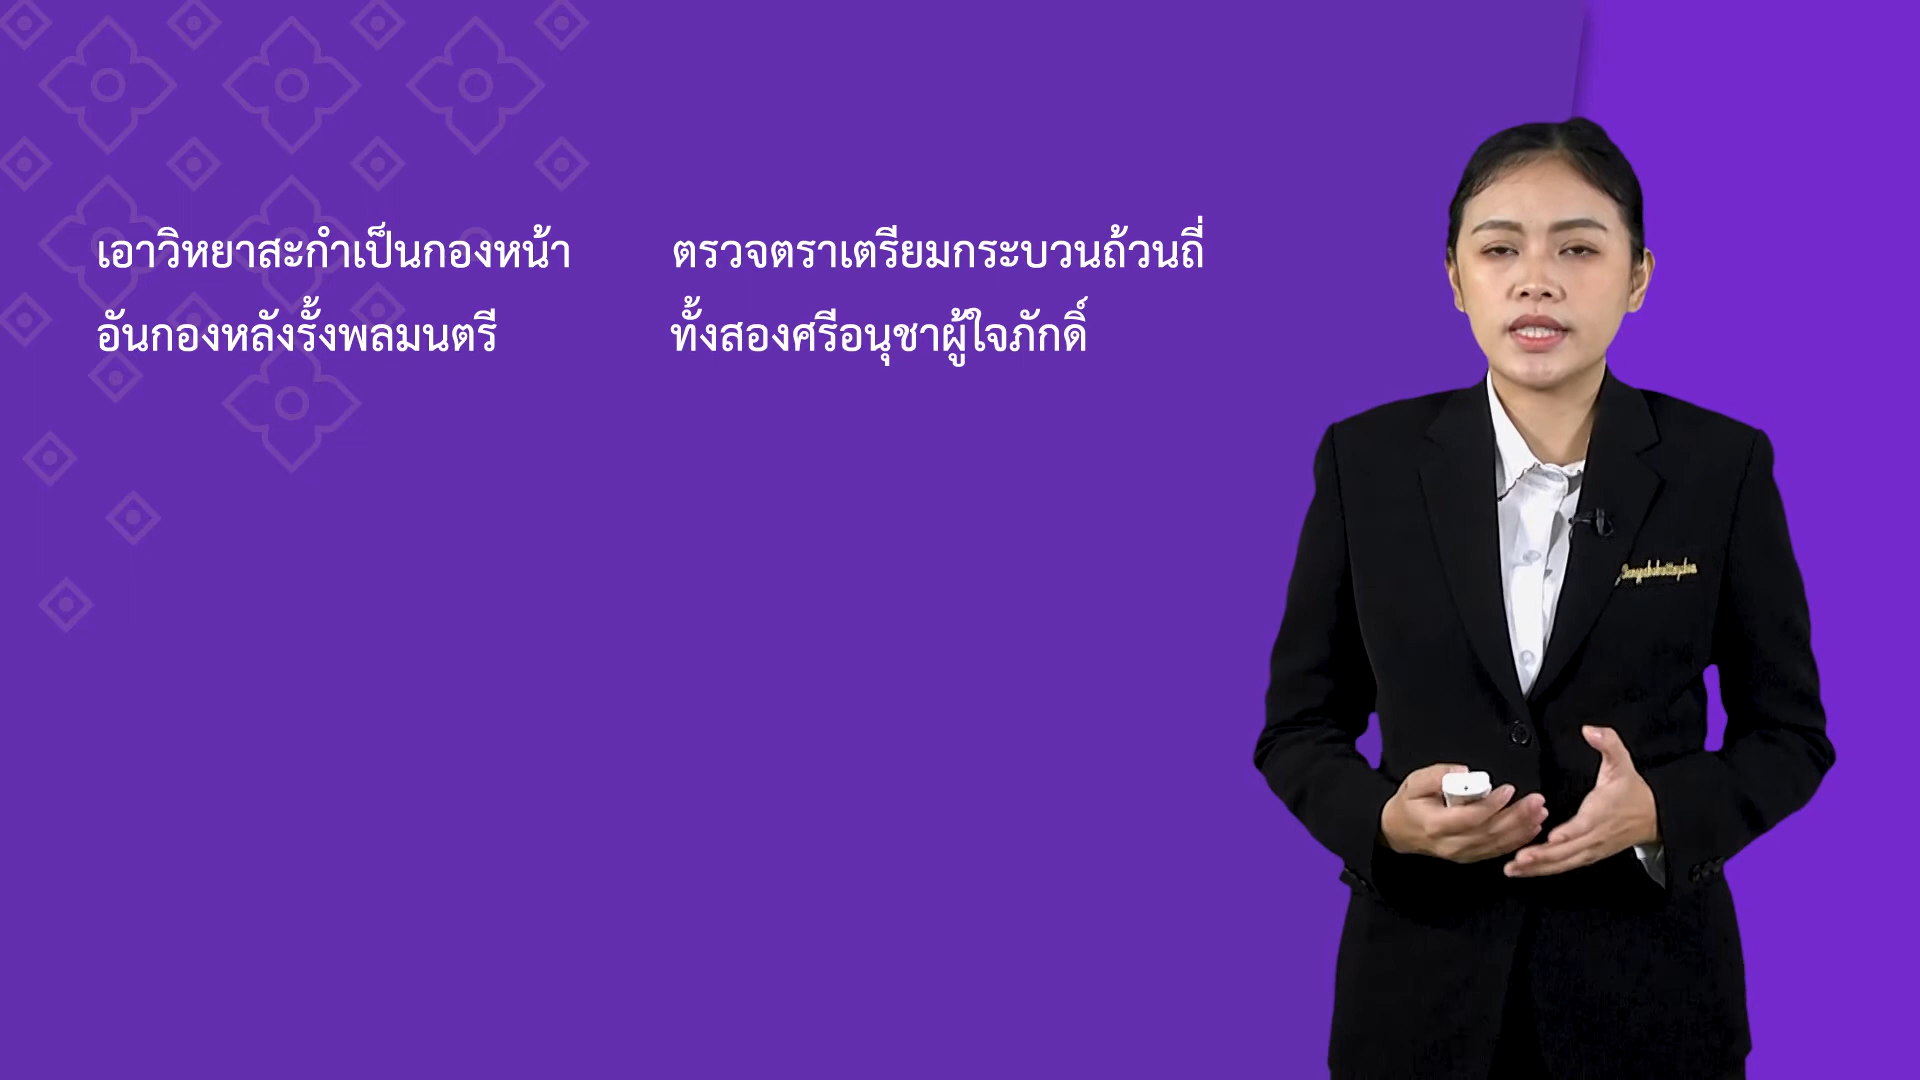 เอาวิหยาสะกำเป็นกองหน้า ตรวจตราเตรียมกระบวนถ้วนถี่
อันกองหลังรั้งพลมนตรี ทั้งสองศรีอนุชาผู้ใจภักดิ์